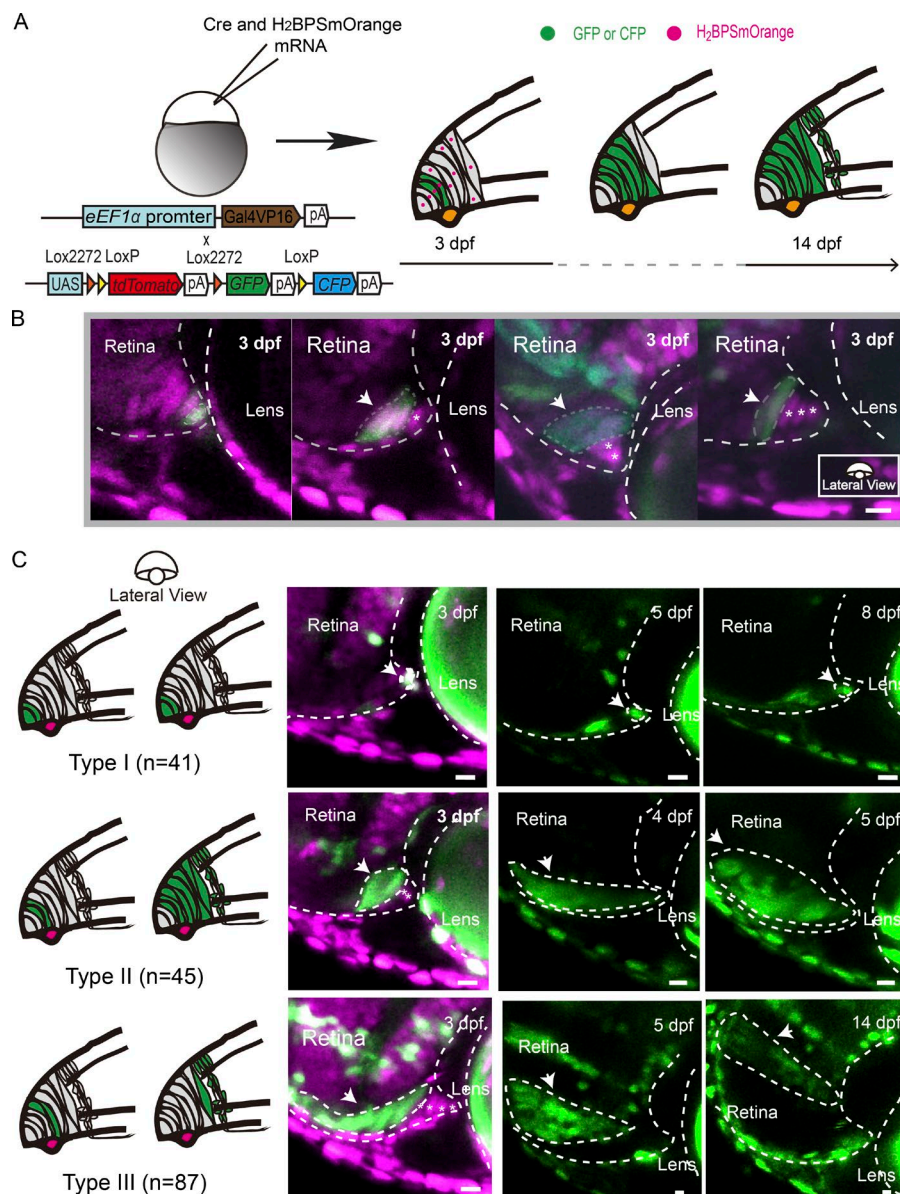 A
Cre and H2BPSmOrange
mRNA
GFP or CFP
H2BPSmOrange
eEF1α promter
Gal4VP16
pA
x
Lox2272 LoxP
Lox2272
LoxP
UAS
tdTomato
pA
GFP
pA
CFP
pA
3 dpf
14 dpf
B
Retina
3 dpf
Lens
Retina
3 dpf
Lens
*
Retina
3 dpf
Lens
*
*
Retina
3 dpf
Lens
* * *
Lateral View
C
Lateral View
Type I (n=41)
Retina
3 dpf
Lens
Retina
5 dpf
Lens
Retina
8 dpf
Lens
Type II (n=45)
Retina
3 dpf
**
Lens
Retina
4 dpf
Lens
Retina
5 dpf
Lens
Type III (n=87)
Retina
3 dpf
Lens
* * * *
Retina
5 dpf
Lens
14 dpf
Retina
Lens